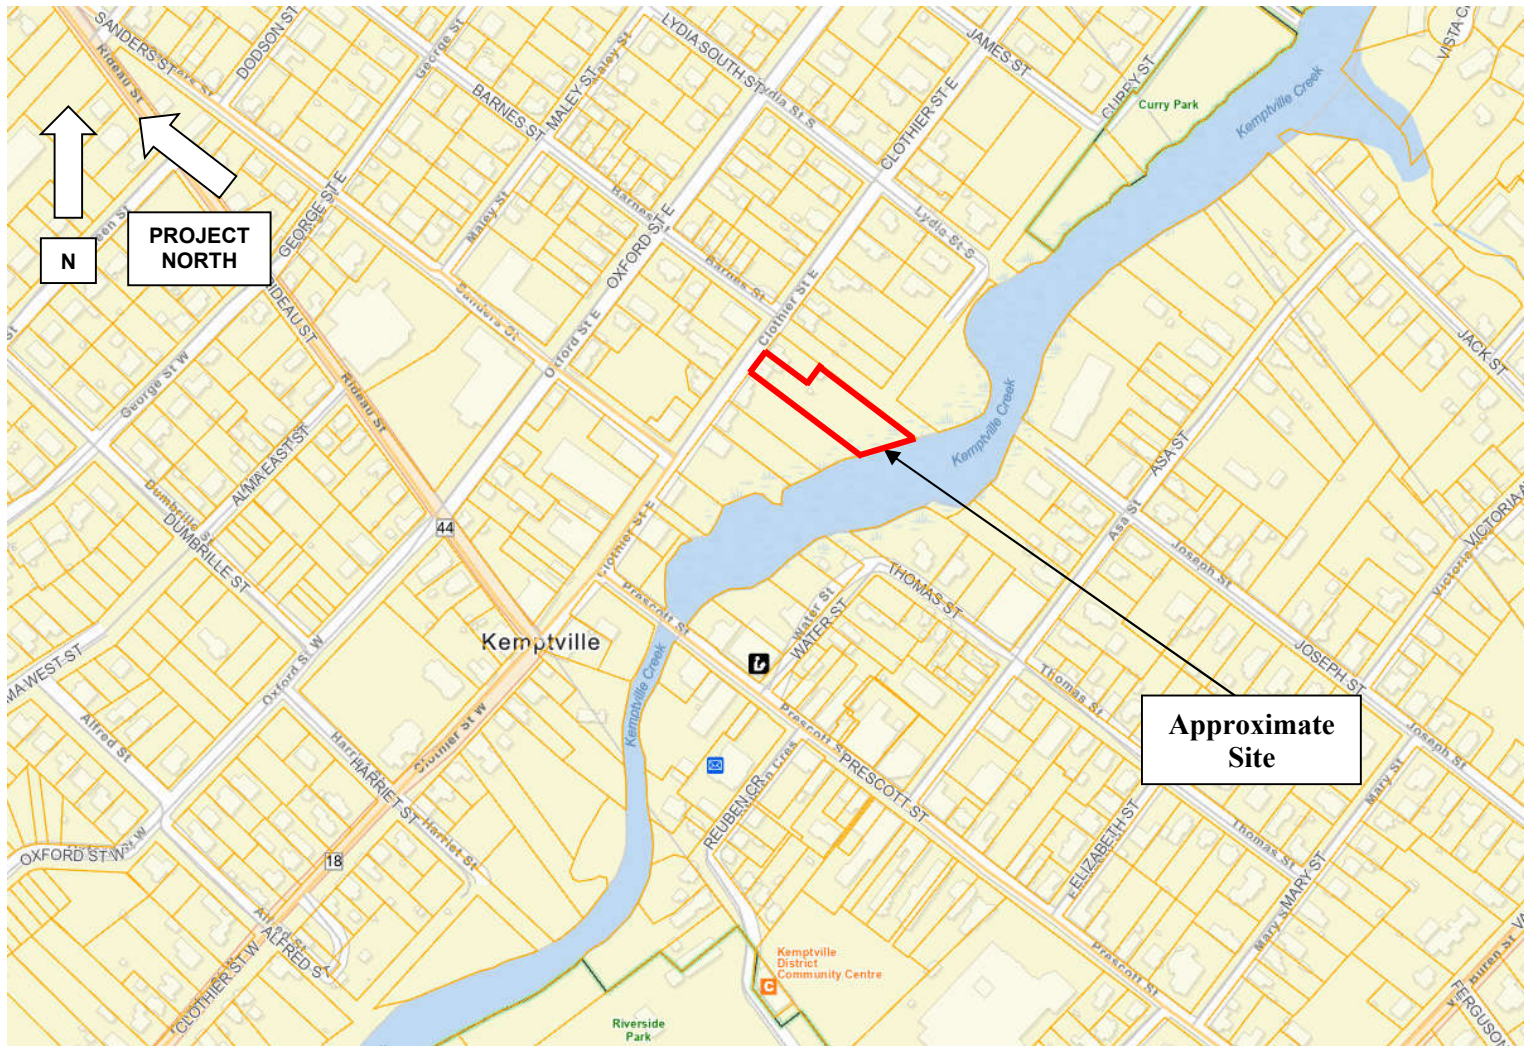 SANDERS ST
Rideau St
DODSON ST
George St
MALEY ST
BARNES ST
LYDIA SOUTH ST
Lydia St S
JAMES ST
CURRY ST
CLOTHIER ST E
Curry Park
Kemptville Creek
N
PROJECT
NORTH
GEORGE ST E
Maley St
OXFORD ST E
Barnes St
Lydia St S
RIDEAU ST
Sanders St
Clothier St E
Oxford St E
George St W
Rideau St
ALMA EAST ST
Dumbrille St
DUMBRILLE ST
44
Clothier St E
Kemptville Creek
JACK ST
ASA ST
Asa St
VICTORIA AV
Joseph St
JOSEPH ST
Joseph St
Kemptville
Prescott St
Water St
WATER ST
THOMAS ST
Thomas St
Approximate
Site
Oxford St W
Alfred St
HARRIET ST
Harriet St
Clothier St W
Kemptville Creek
Prescott S
PRESCOTT ST
REUBEN CR
ELIZABETH ST
Thomas St
Mary St
MARY ST
OXFORD ST W
18
ALFRED ST
CLOTHIER ST W
Kemptville
District
Community Centre
C
Riverside
Park
Prescott St
Buren St
FERGUSON